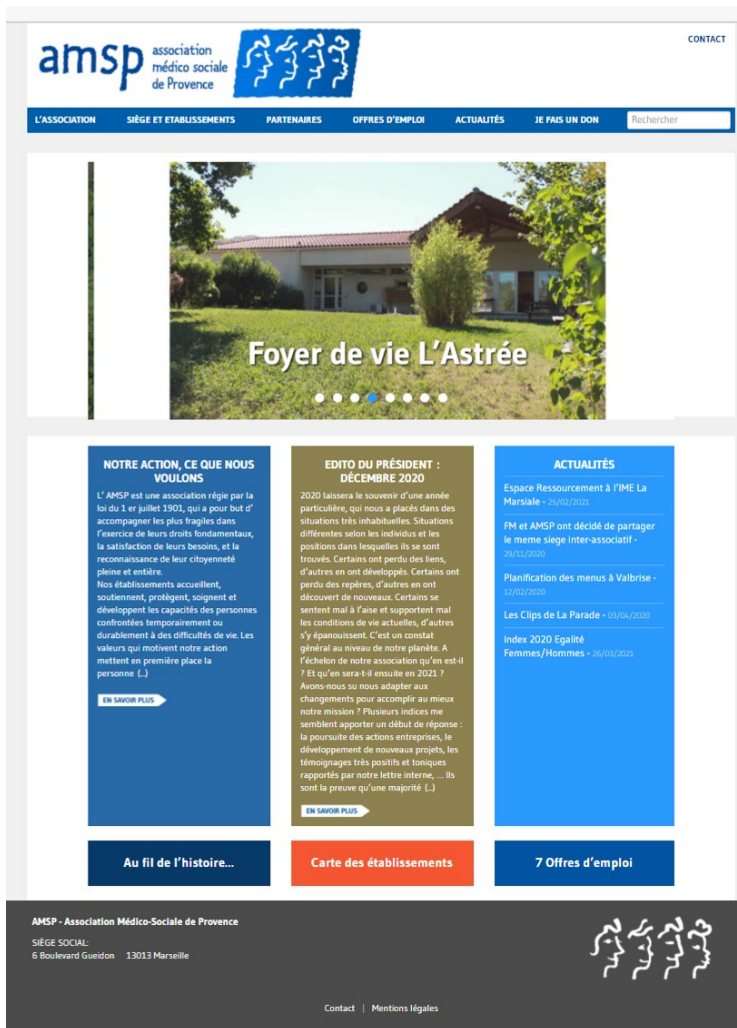 CONTACT
amsp association
médico sociale
de Provence
L'ASSOCIATION SIÈGE ET ETABLISSEMENTS PARTENAIRES OFFRES D'EMPLOI ACTUALITÉS JE FAIS UN DON Rechercher
Foyer de vie L'Astrée
NOTRE ACTION, CE QUE NOUS
VOULONS
L' AMSP est une association régie par la
loi du 1 er juillet 1901, qui a pour but d'
accompagner les plus fragiles dans
l'exercice de leurs droits fondamentaux,
la satisfaction de leurs besoins, et la
reconnaissance de leur citoyenneté
pleine et entière.
Nos établissements accueillent,
soutiennent, protègent, soignent et
développent les capacités des personnes
confrontées temporairement ou
durablement à des difficultés de vie. Les
valeurs qui motivent notre action
mettent en première place la
personne (...)
EN SAVOIR PLUS
EDITO DU PRÉSIDENT :
DÉCEMBRE 2020
2020 laissera le souvenir d'une année
particulière, qui nous a placés dans des
situations très inhabituelles. Situations
différentes selon les individus et les
positions dans lesquelles ils se sont
trouvés. Certains ont perdu des liens,
d'autres en ont développés. Certains ont
perdu des repères, d'autres en ont
découvert de nouveaux. Certains se
sentent mal à l'aise et supportent mal
les conditions de vie actuelles, d'autres
s'y épanouissent. C'est un constat
général au niveau de notre planète. A
l'échelon de notre association qu'en est-il
? Et qu'en sera-t-il ensuite en 2021 ?
Avons-nous su nous adapter aux
changements pour accomplir au mieux
notre mission ? Plusieurs indices me
semblent apporter un début de réponse :
la poursuite des actions entreprises, le
développement de nouveaux projets, les
témoignages très positifs et toniques
rapportés par notre lettre interne, ... Ils
sont la preuve qu'une majorité (...)
EN SAVOIR PLUS
ACTUALITÉS
Espace Ressourcement à l'IME La
Marsiale - 25/02/2021
FM et AMSP ont décidé de partager
le meme siege inter-associatif -
29/11/2020
Planification des menus à Valbrise -
12/02/2020
Les Clips de La Parade - 03/04/2020
Index 2020 Egalité
Femmes/Hommes - 26/03/2021
Au fil de l'histoire... Carte des établissements 7 Offres d'emploi
AMSP - Association Médico-Sociale de Provence
SIÈGE SOCIAL:
6 Boulevard Gueidon 13013 Marseille
Contact | Mentions légales